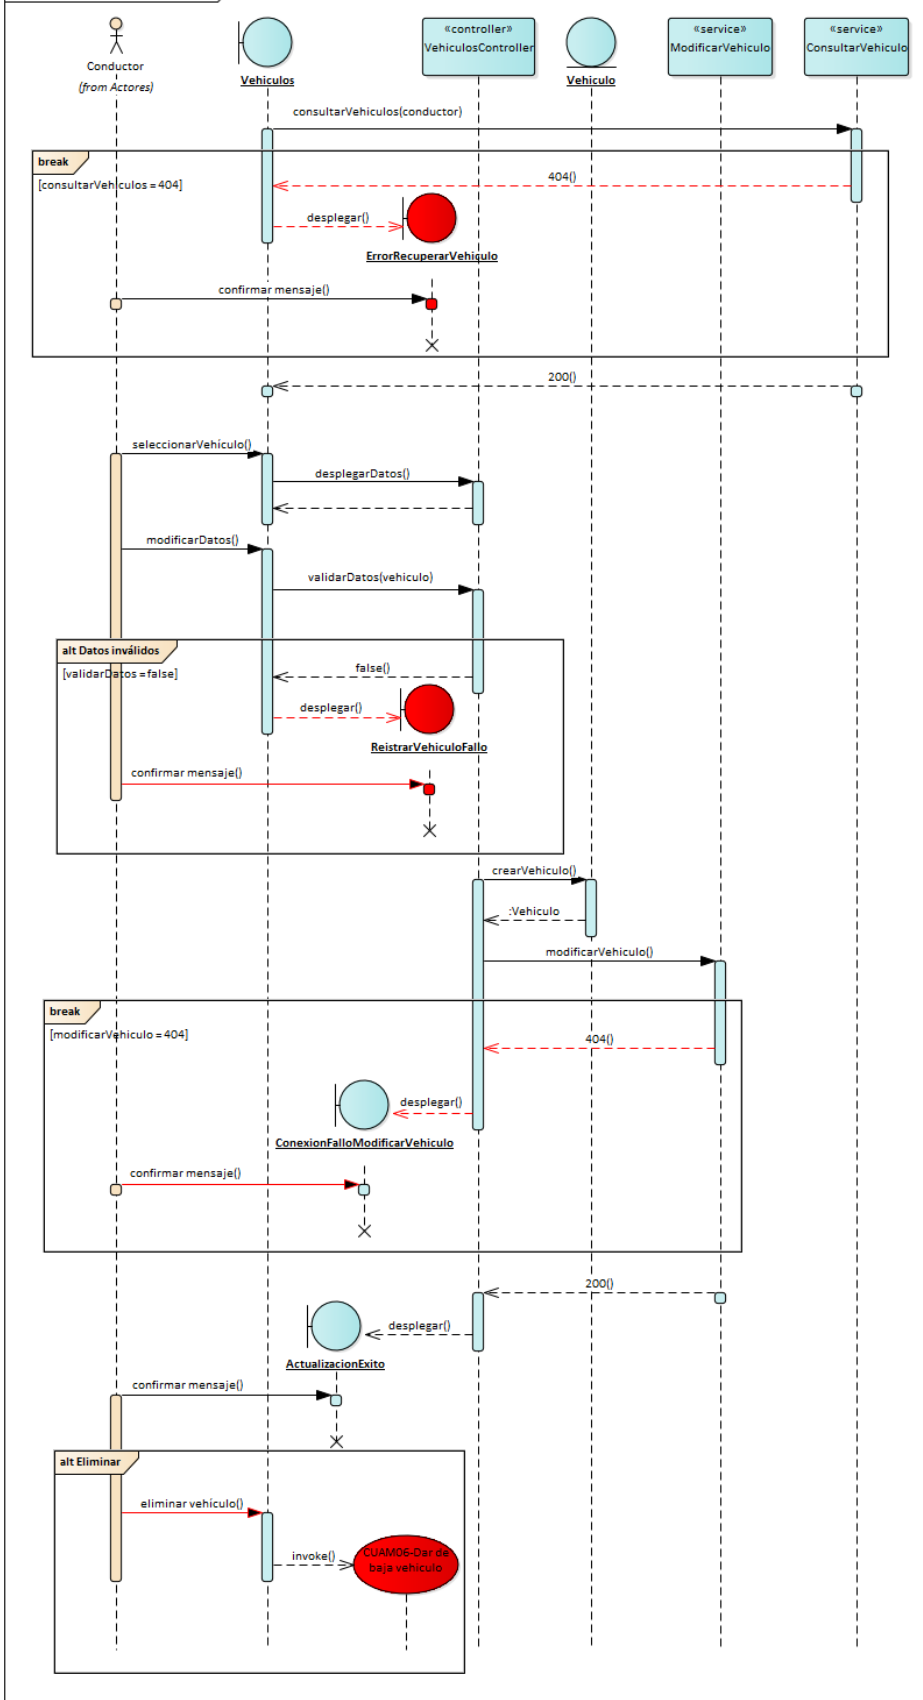 «controller»
«service»
«service»
VehiculosController
ModificarVehiculo
ConsultarVehiculo
Conductor
(from Actores)
Vehiculos
Vehiculo
consultarVehiculos(conductor)
break
[consultarVehiculos = 404]
404()
desplegar()
ErrorRecuperarVehiculo
confirmar mensaje()
200()
seleccionarVehículo()
desplegarDatos()
modificarDatos()
validarDatos(vehiculo)
alt Datos inválidos
[validarDatos = false]
false()
desplegar()
ReistrarVehiculoFallo
confirmar mensaje()
crearVehiculo()
:Vehiculo
modificarVehiculo()
break
[modificarVehiculo = 404]
404()
desplegar()
ConexionFalloModificarVehiculo
confirmar mensaje()
200()
desplegar()
ActualizacionExito
confirmar mensaje()
alt Eliminar
eliminar vehículo()
invoke()
CUAM06-Dar de
baja vehículo